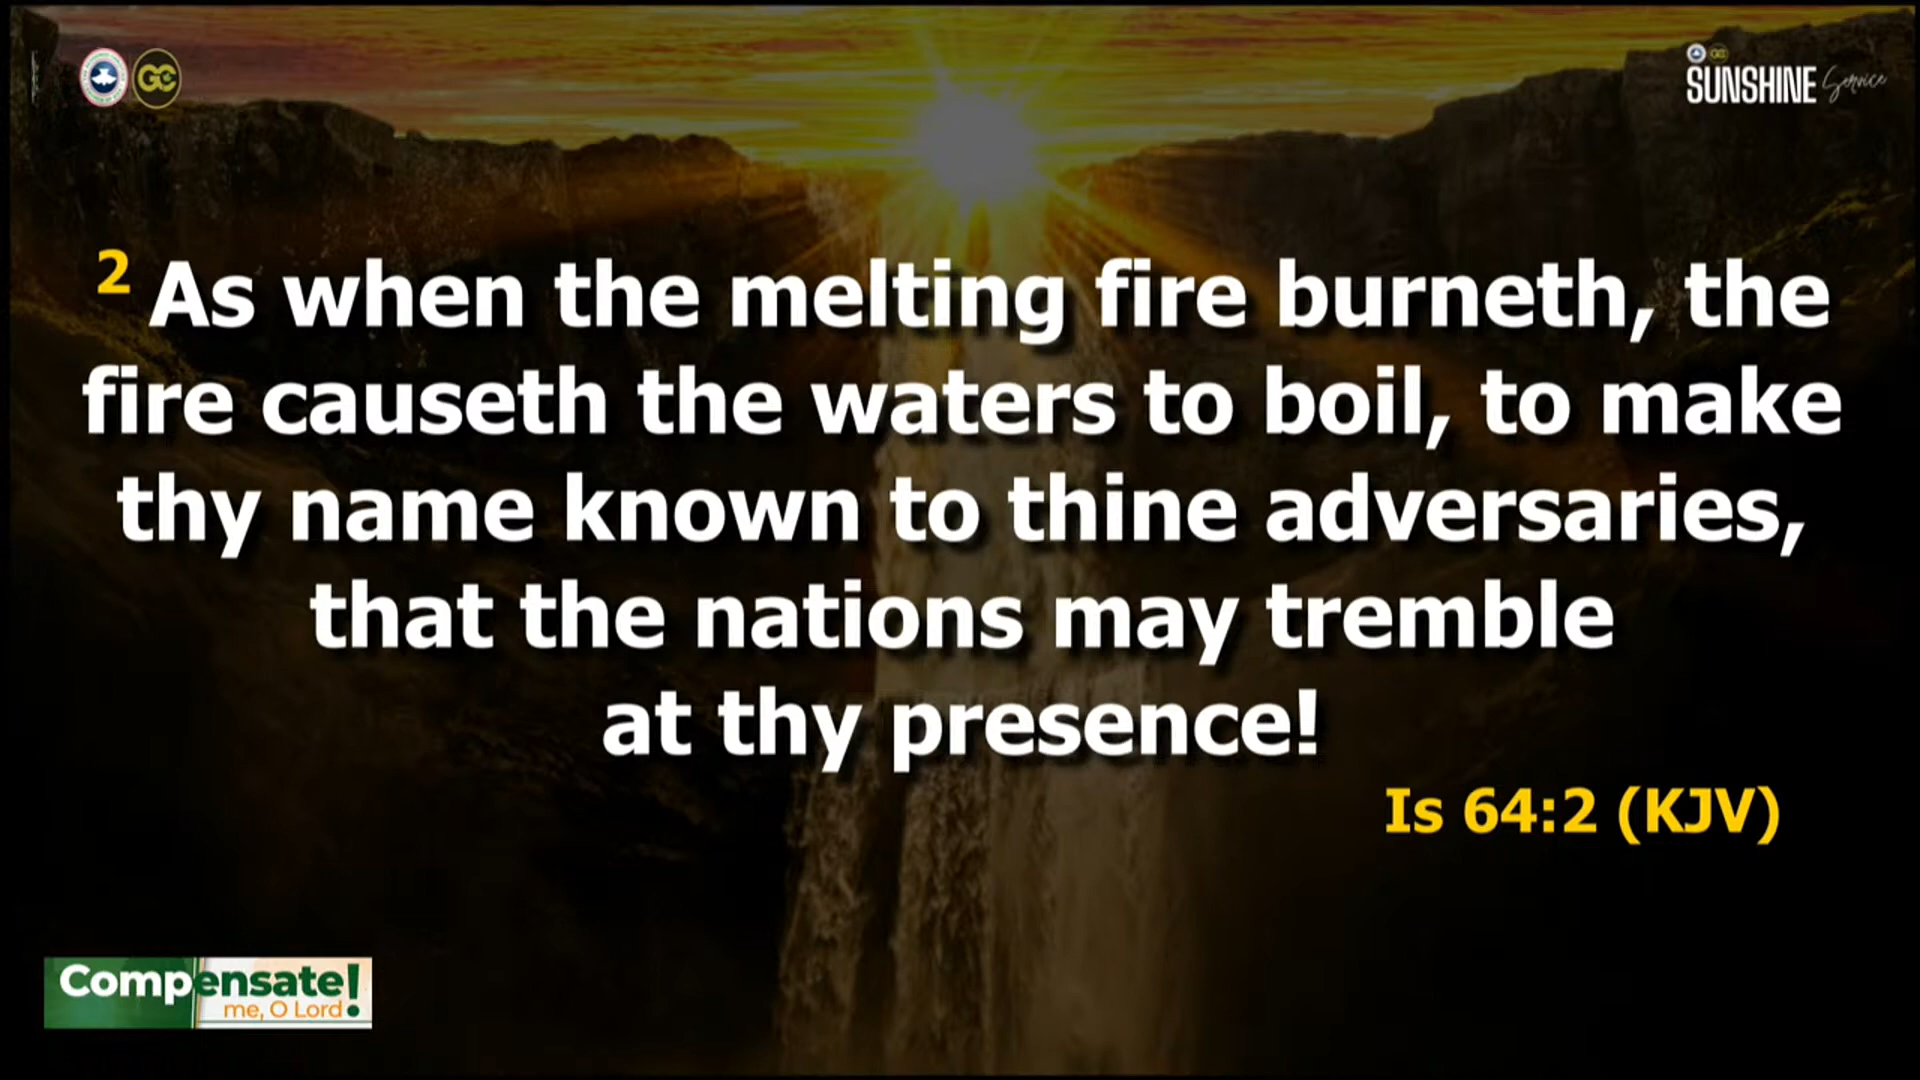 GC
GC
SUNSHINE Service
2 As when the melting fire burneth, the
fire causeth the waters to boil, to make
thy name known to thine adversaries,
that the nations may tremble
at thy presence!
Is 64:2 (KJV)
Compensate!
me, O Lord